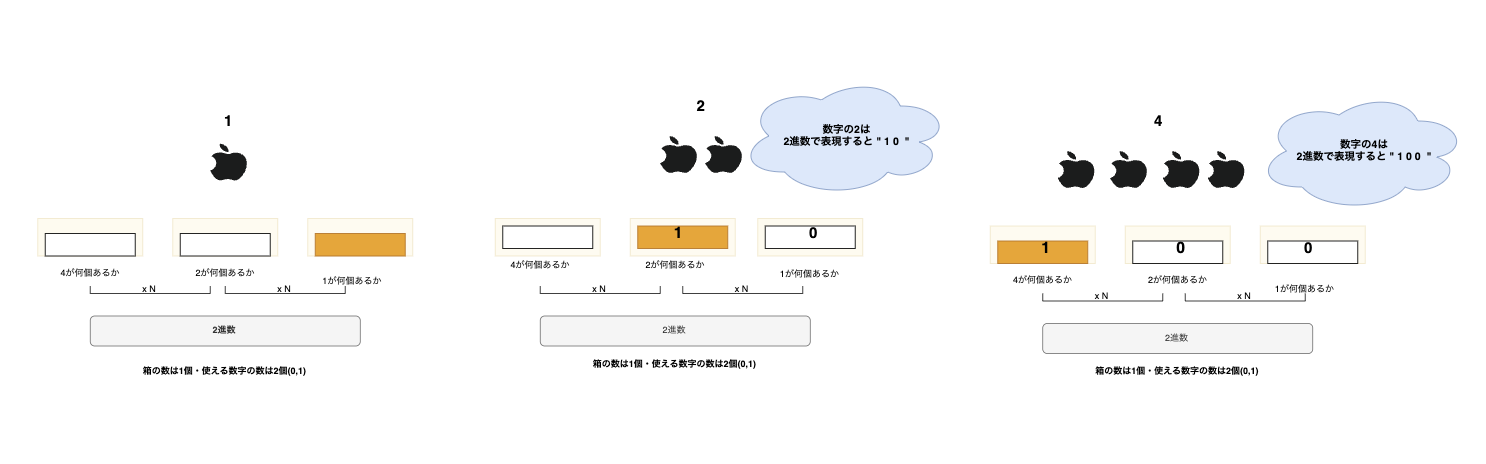 1
4が何個あるか
2が何個あるか
1が何個あるか
x N
x N
2進数
箱の数は1個・使える数字の数は2個(0,1)
2
数字の2は
2進数で表現すると " 1 0 "
1
0
4が何個あるか
2が何個あるか
1が何個あるか
x N
x N
2進数
箱の数は1個・使える数字の数は2個(0,1)
4
数字の4は
2進数で表現すると " 1 0 0 "
1
0
0
4が何個あるか
2が何個あるか
1が何個あるか
x N
x N
2進数
箱の数は1個・使える数字の数は2個(0,1)